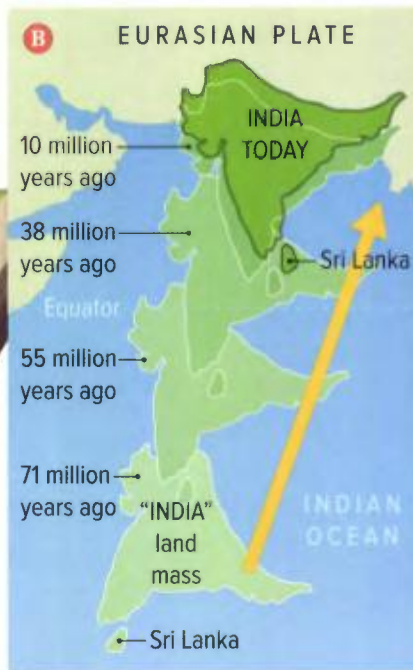 B
EURASIAN PLATE
INDIA
TODAY
10 million
years ago
38 million
years ago
Sri Lanka
Equator
55 million
years ago
71 million
years ago
"INDIA"
land
mass
INDIAN
OCEAN
Sri Lanka